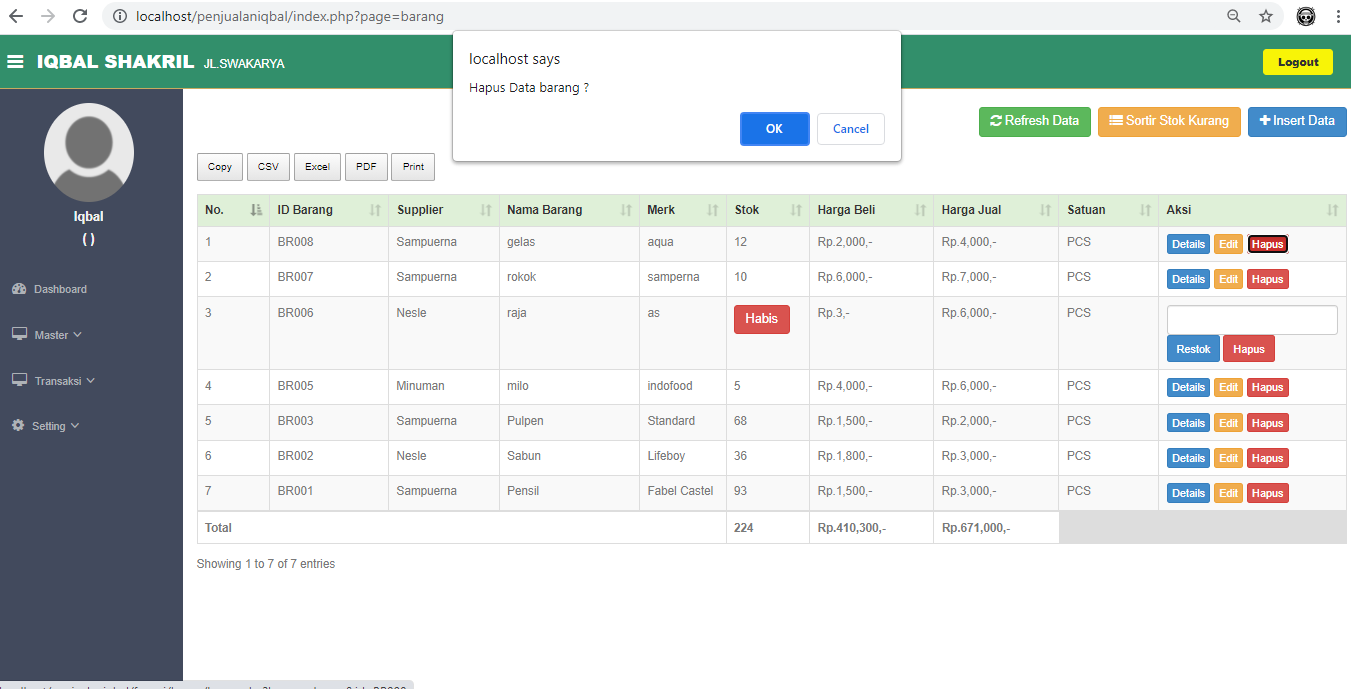 localhost/penjualaniqbal/index.php?page=barang
localhost says
Hapus Data barang ?
OK Cancel
IQBAL SHAKRIL JL.SWAKARYA Logout
Iqbal
( )
Dashboard
Master
Transaksi
Setting
Refresh Data Sortir Stok Kurang Insert Data
Copy CSV Excel PDF Print
No. ID Barang Supplier Nama Barang Merk Stok Harga Beli Harga Jual Satuan Aksi
1 BR008 Sampuerna gelas aqua 12 Rp.2,000,- Rp.4,000,- PCS Details Edit Hapus
2 BR007 Sampuerna rokok samperna 10 Rp.6,000,- Rp.7,000,- PCS Details Edit Hapus
3 BR006 Nesle raja as Habis Rp.3,- Rp.6,000,- PCS
Restok Hapus
4 BR005 Minuman milo indofood 5 Rp.4,000,- Rp.6,000,- PCS Details Edit Hapus
5 BR003 Sampuerna Pulpen Standard 68 Rp.1,500,- Rp.2,000,- PCS Details Edit Hapus
6 BR002 Nesle Sabun Lifeboy 36 Rp.1,800,- Rp.3,000,- PCS Details Edit Hapus
7 BR001 Sampuerna Pensil Fabel Castel 93 Rp.1,500,- Rp.3,000,- PCS Details Edit Hapus
Total 224 Rp.410,300,- Rp.671,000,-
Showing 1 to 7 of 7 entries